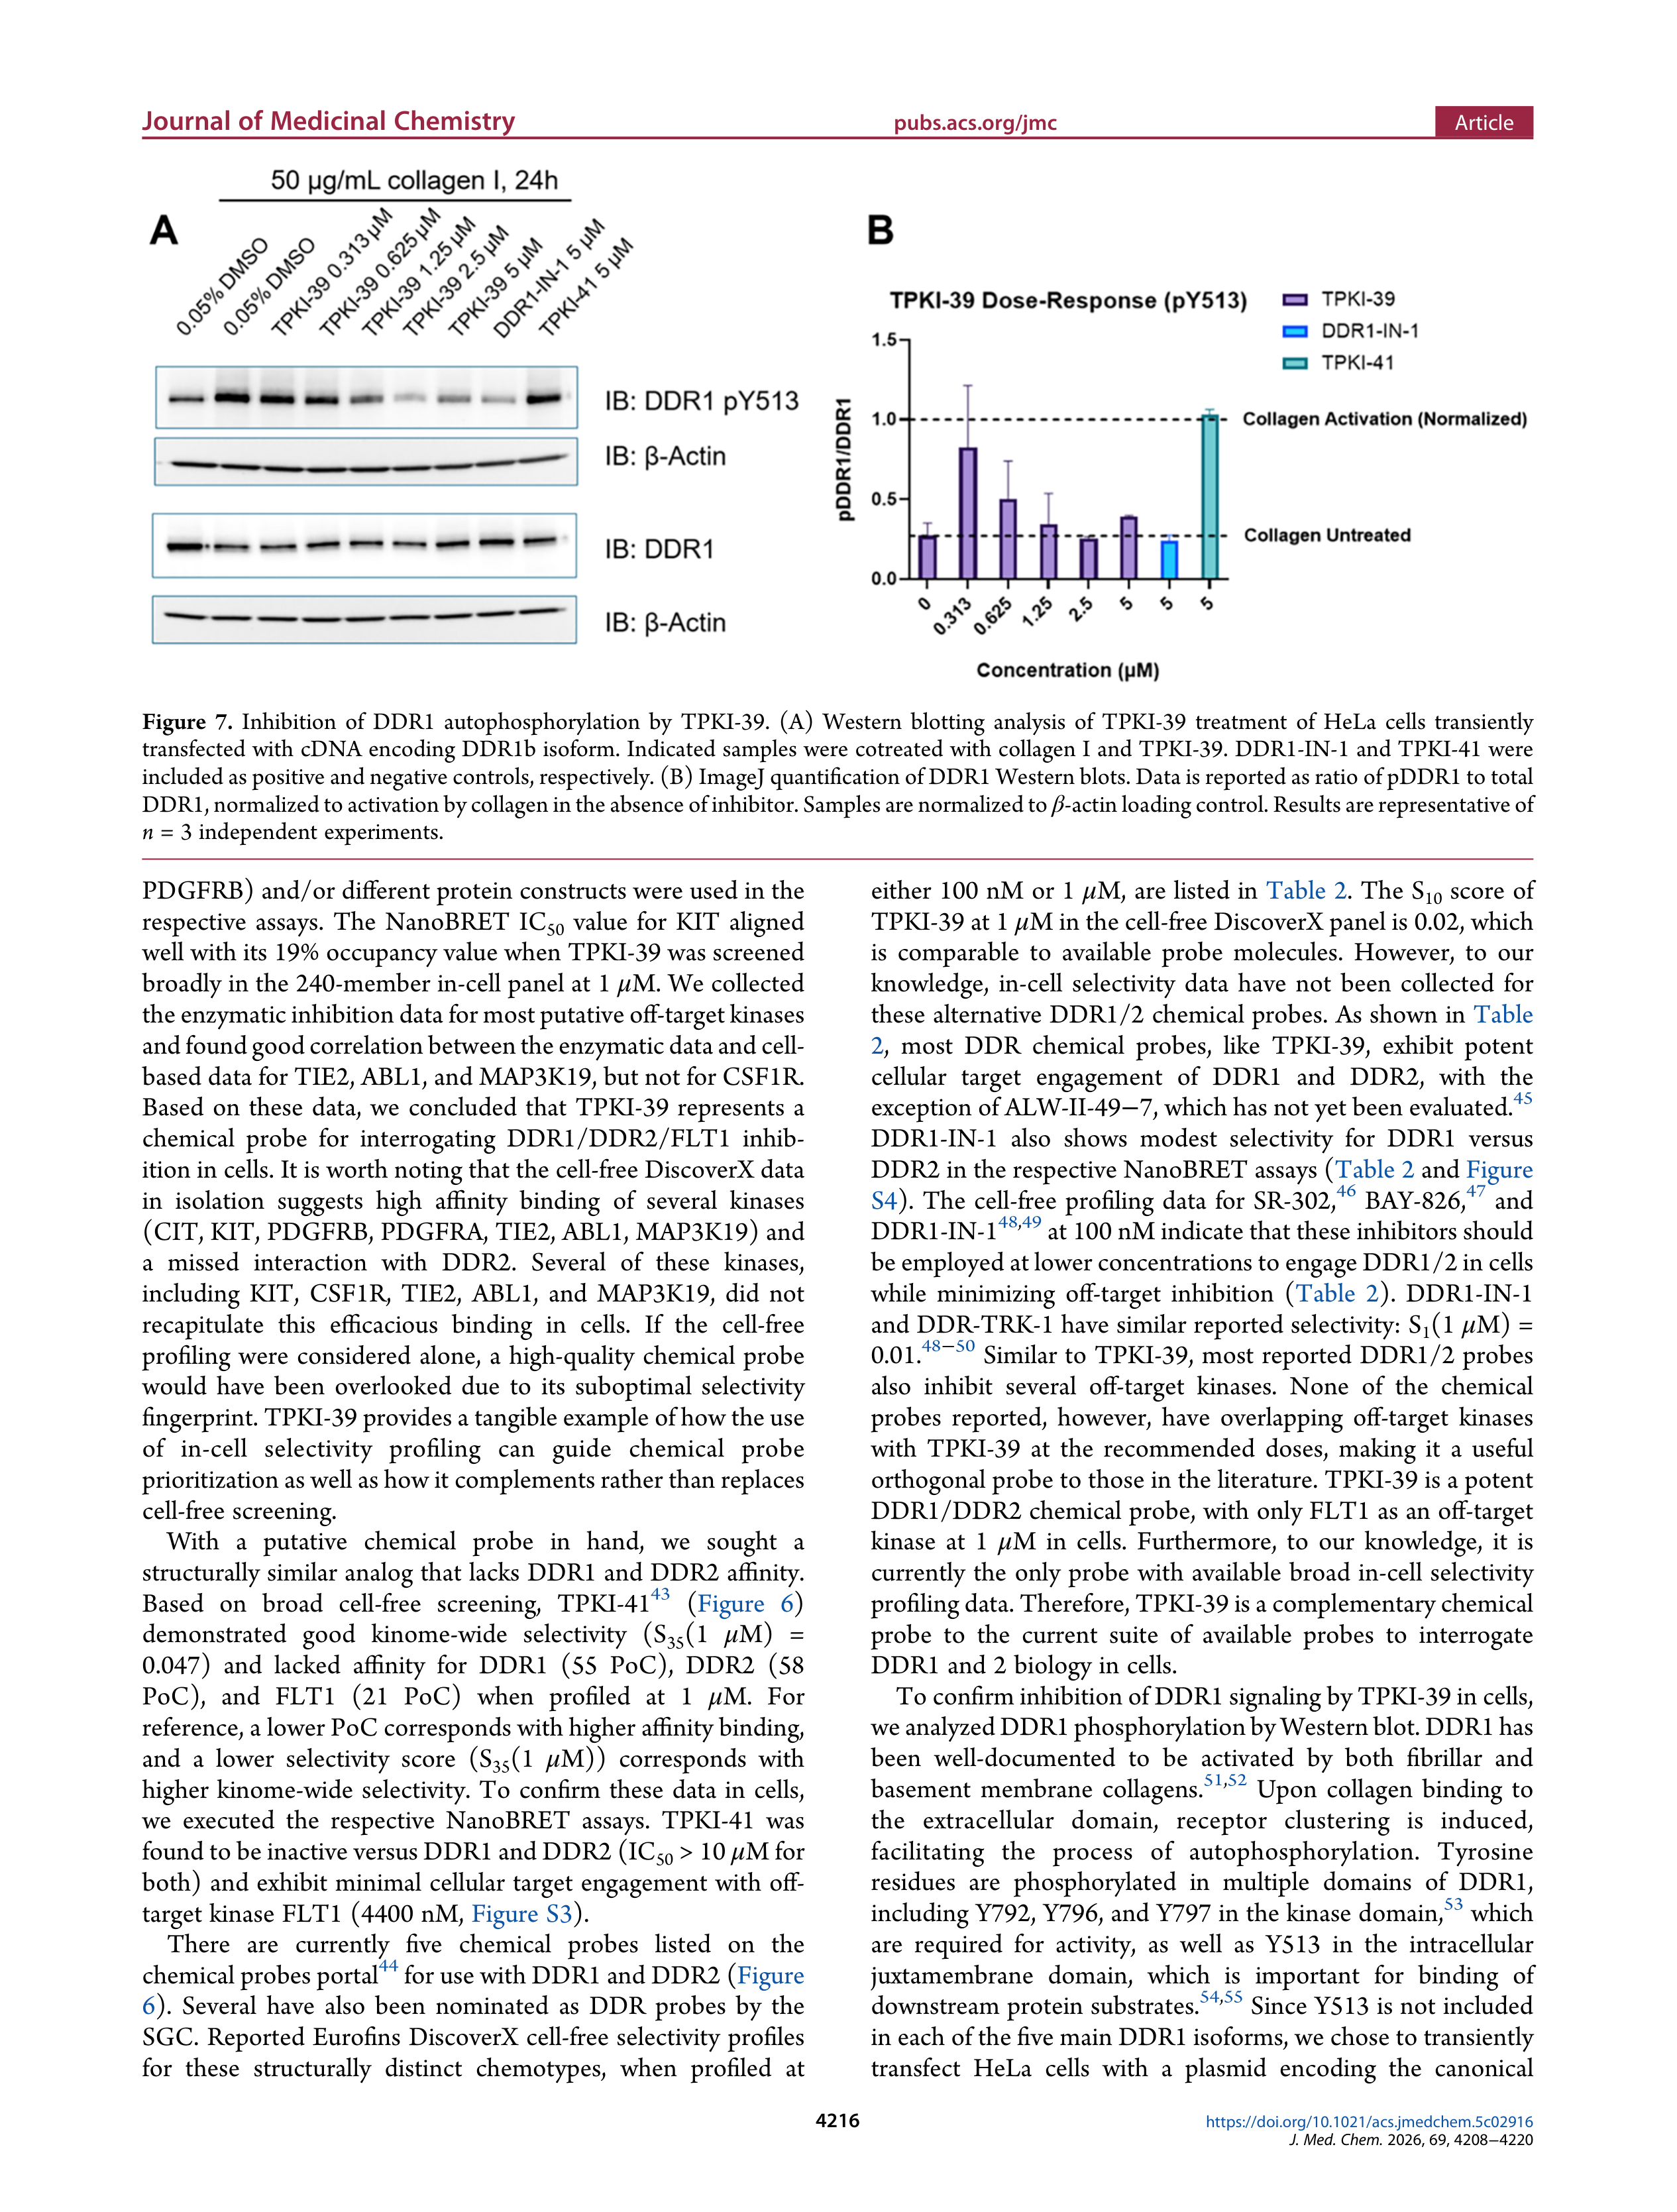 Journal of Medicinal Chemistry
pubs.acs.org/jmc
Article
50 µg/mL collagen I, 24h
A
0.05% DMSO
0.05% DMSO
TPKI-39 0.313 µM
TPKI-39 0.625 µM
TPKI-39 1.25 µM
TPKI-39 2.5 µM
TPKI-39 5 µM
DDR1-IN-1 5 µM
TPKI-41 5 µM
IB: DDR1 pY513
IB: β-Actin
IB: DDR1
IB: β-Actin
B
TPKI-39 Dose-Response (pY513)
TPKI-39
DDR1-IN-1
TPKI-41
pDDR1/DDR1
1.5
1.0
0.5
0.0
Collagen Activation (Normalized)
Collagen Untreated
0
0.313
0.625
1.25
2.5
5
5
5
Concentration (µM)
Figure 7. Inhibition of DDR1 autophosphorylation by TPKI-39. (A) Western blotting analysis of TPKI-39 treatment of HeLa cells transiently
transfected with cDNA encoding DDR1b isoform. Indicated samples were cotreated with collagen I and TPKI-39. DDR1-IN-1 and TPKI-41 were
included as positive and negative controls, respectively. (B) ImageJ quantification of DDR1 Western blots. Data is reported as ratio of pDDR1 to total
DDR1, normalized to activation by collagen in the absence of inhibitor. Samples are normalized to β-actin loading control. Results are representative of
n = 3 independent experiments.
PDGFRB) and/or different protein constructs were used in the
respective assays. The NanoBRET IC50 value for KIT aligned
well with its 19% occupancy value when TPKI-39 was screened
broadly in the 240-member in-cell panel at 1 μM. We collected
the enzymatic inhibition data for most putative off-target kinases
and found good correlation between the enzymatic data and cell-
based data for TIE2, ABL1, and MAP3K19, but not for CSF1R.
Based on these data, we concluded that TPKI-39 represents a
chemical probe for interrogating DDR1/DDR2/FLT1 inhib-
ition in cells. It is worth noting that the cell-free DiscoverX data
in isolation suggests high affinity binding of several kinases
(CIT, KIT, PDGFRB, PDGFRA, TIE2, ABL1, MAP3K19) and
a missed interaction with DDR2. Several of these kinases,
including KIT, CSF1R, TIE2, ABL1, and MAP3K19, did not
recapitulate this efficacious binding in cells. If the cell-free
profiling were considered alone, a high-quality chemical probe
would have been overlooked due to its suboptimal selectivity
fingerprint. TPKI-39 provides a tangible example of how the use
of in-cell selectivity profiling can guide chemical probe
prioritization as well as how it complements rather than replaces
cell-free screening.
With a putative chemical probe in hand, we sought a
structurally similar analog that lacks DDR1 and DDR2 affinity.
Based on broad cell-free screening, TPKI-4143 (Figure 6)
demonstrated good kinome-wide selectivity (S35(1 μM) =
0.047) and lacked affinity for DDR1 (55 PoC), DDR2 (58
PoC), and FLT1 (21 PoC) when profiled at 1 μM. For
reference, a lower PoC corresponds with higher affinity binding,
and a lower selectivity score (S35(1 μM)) corresponds with
higher kinome-wide selectivity. To confirm these data in cells,
we executed the respective NanoBRET assays. TPKI-41 was
found to be inactive versus DDR1 and DDR2 (IC50 > 10 μM for
both) and exhibit minimal cellular target engagement with off-
target kinase FLT1 (4400 nM, Figure S3).
There are currently five chemical probes listed on the
chemical probes portal44 for use with DDR1 and DDR2 (Figure
6). Several have also been nominated as DDR probes by the
SGC. Reported Eurofins DiscoverX cell-free selectivity profiles
for these structurally distinct chemotypes, when profiled at
either 100 nM or 1 μM, are listed in Table 2. The S10 score of
TPKI-39 at 1 μM in the cell-free DiscoverX panel is 0.02, which
is comparable to available probe molecules. However, to our
knowledge, in-cell selectivity data have not been collected for
these alternative DDR1/2 chemical probes. As shown in Table
2, most DDR chemical probes, like TPKI-39, exhibit potent
cellular target engagement of DDR1 and DDR2, with the
exception of ALW-II-49−7, which has not yet been evaluated.45
DDR1-IN-1 also shows modest selectivity for DDR1 versus
DDR2 in the respective NanoBRET assays (Table 2 and Figure
S4). The cell-free profiling data for SR-302,46 BAY-826,47 and
DDR1-IN-148,49 at 100 nM indicate that these inhibitors should
be employed at lower concentrations to engage DDR1/2 in cells
while minimizing off-target inhibition (Table 2). DDR1-IN-1
and DDR-TRK-1 have similar reported selectivity: S1(1 μM) =
0.01.48−50 Similar to TPKI-39, most reported DDR1/2 probes
also inhibit several off-target kinases. None of the chemical
probes reported, however, have overlapping off-target kinases
with TPKI-39 at the recommended doses, making it a useful
orthogonal probe to those in the literature. TPKI-39 is a potent
DDR1/DDR2 chemical probe, with only FLT1 as an off-target
kinase at 1 μM in cells. Furthermore, to our knowledge, it is
currently the only probe with available broad in-cell selectivity
profiling data. Therefore, TPKI-39 is a complementary chemical
probe to the current suite of available probes to interrogate
DDR1 and 2 biology in cells.
To confirm inhibition of DDR1 signaling by TPKI-39 in cells,
we analyzed DDR1 phosphorylation by Western blot. DDR1 has
been well-documented to be activated by both fibrillar and
basement membrane collagens.51,52 Upon collagen binding to
the extracellular domain, receptor clustering is induced,
facilitating the process of autophosphorylation. Tyrosine
residues are phosphorylated in multiple domains of DDR1,
including Y792, Y796, and Y797 in the kinase domain,53 which
are required for activity, as well as Y513 in the intracellular
juxtamembrane domain, which is important for binding of
downstream protein substrates.54,55 Since Y513 is not included
in each of the five main DDR1 isoforms, we chose to transiently
transfect HeLa cells with a plasmid encoding the canonical
4216
https://doi.org/10.1021/acs.jmedchem.5c02916
J. Med. Chem. 2026, 69, 4208−4220